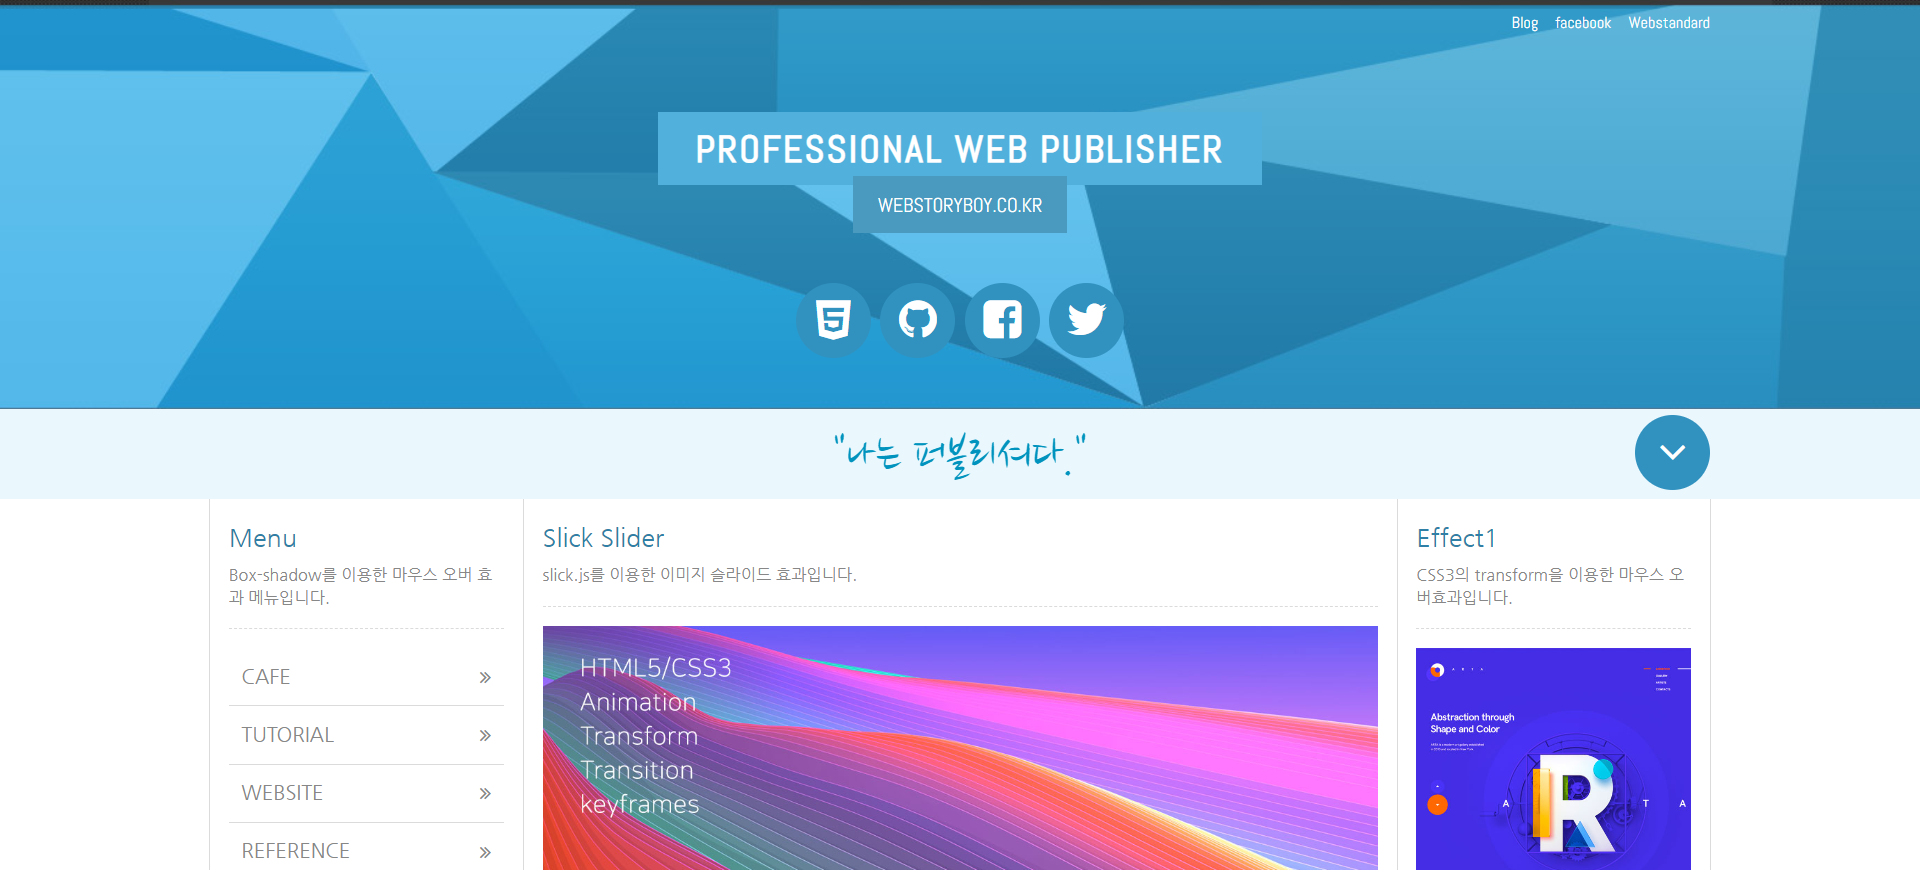 Blog facebook Webstandard
PROFESSIONAL WEB PUBLISHER
WEBSTORYBOY.CO.KR
"나는 퍼블리셔다."
Menu
Box-shadow를 이용한 마우스 오버 효
과 메뉴입니다.
CAFE
TUTORIAL
WEBSITE
REFERENCE
Slick Slider
slick.js를 이용한 이미지 슬라이드 효과입니다.
HTML5/CSS3
Animation
Transform
Transition
keyframes
Effect1
CSS3의 transform을 이용한 마우스 오
버효과입니다.
A R T A
Abstraction through
Shape and Color
A R T A